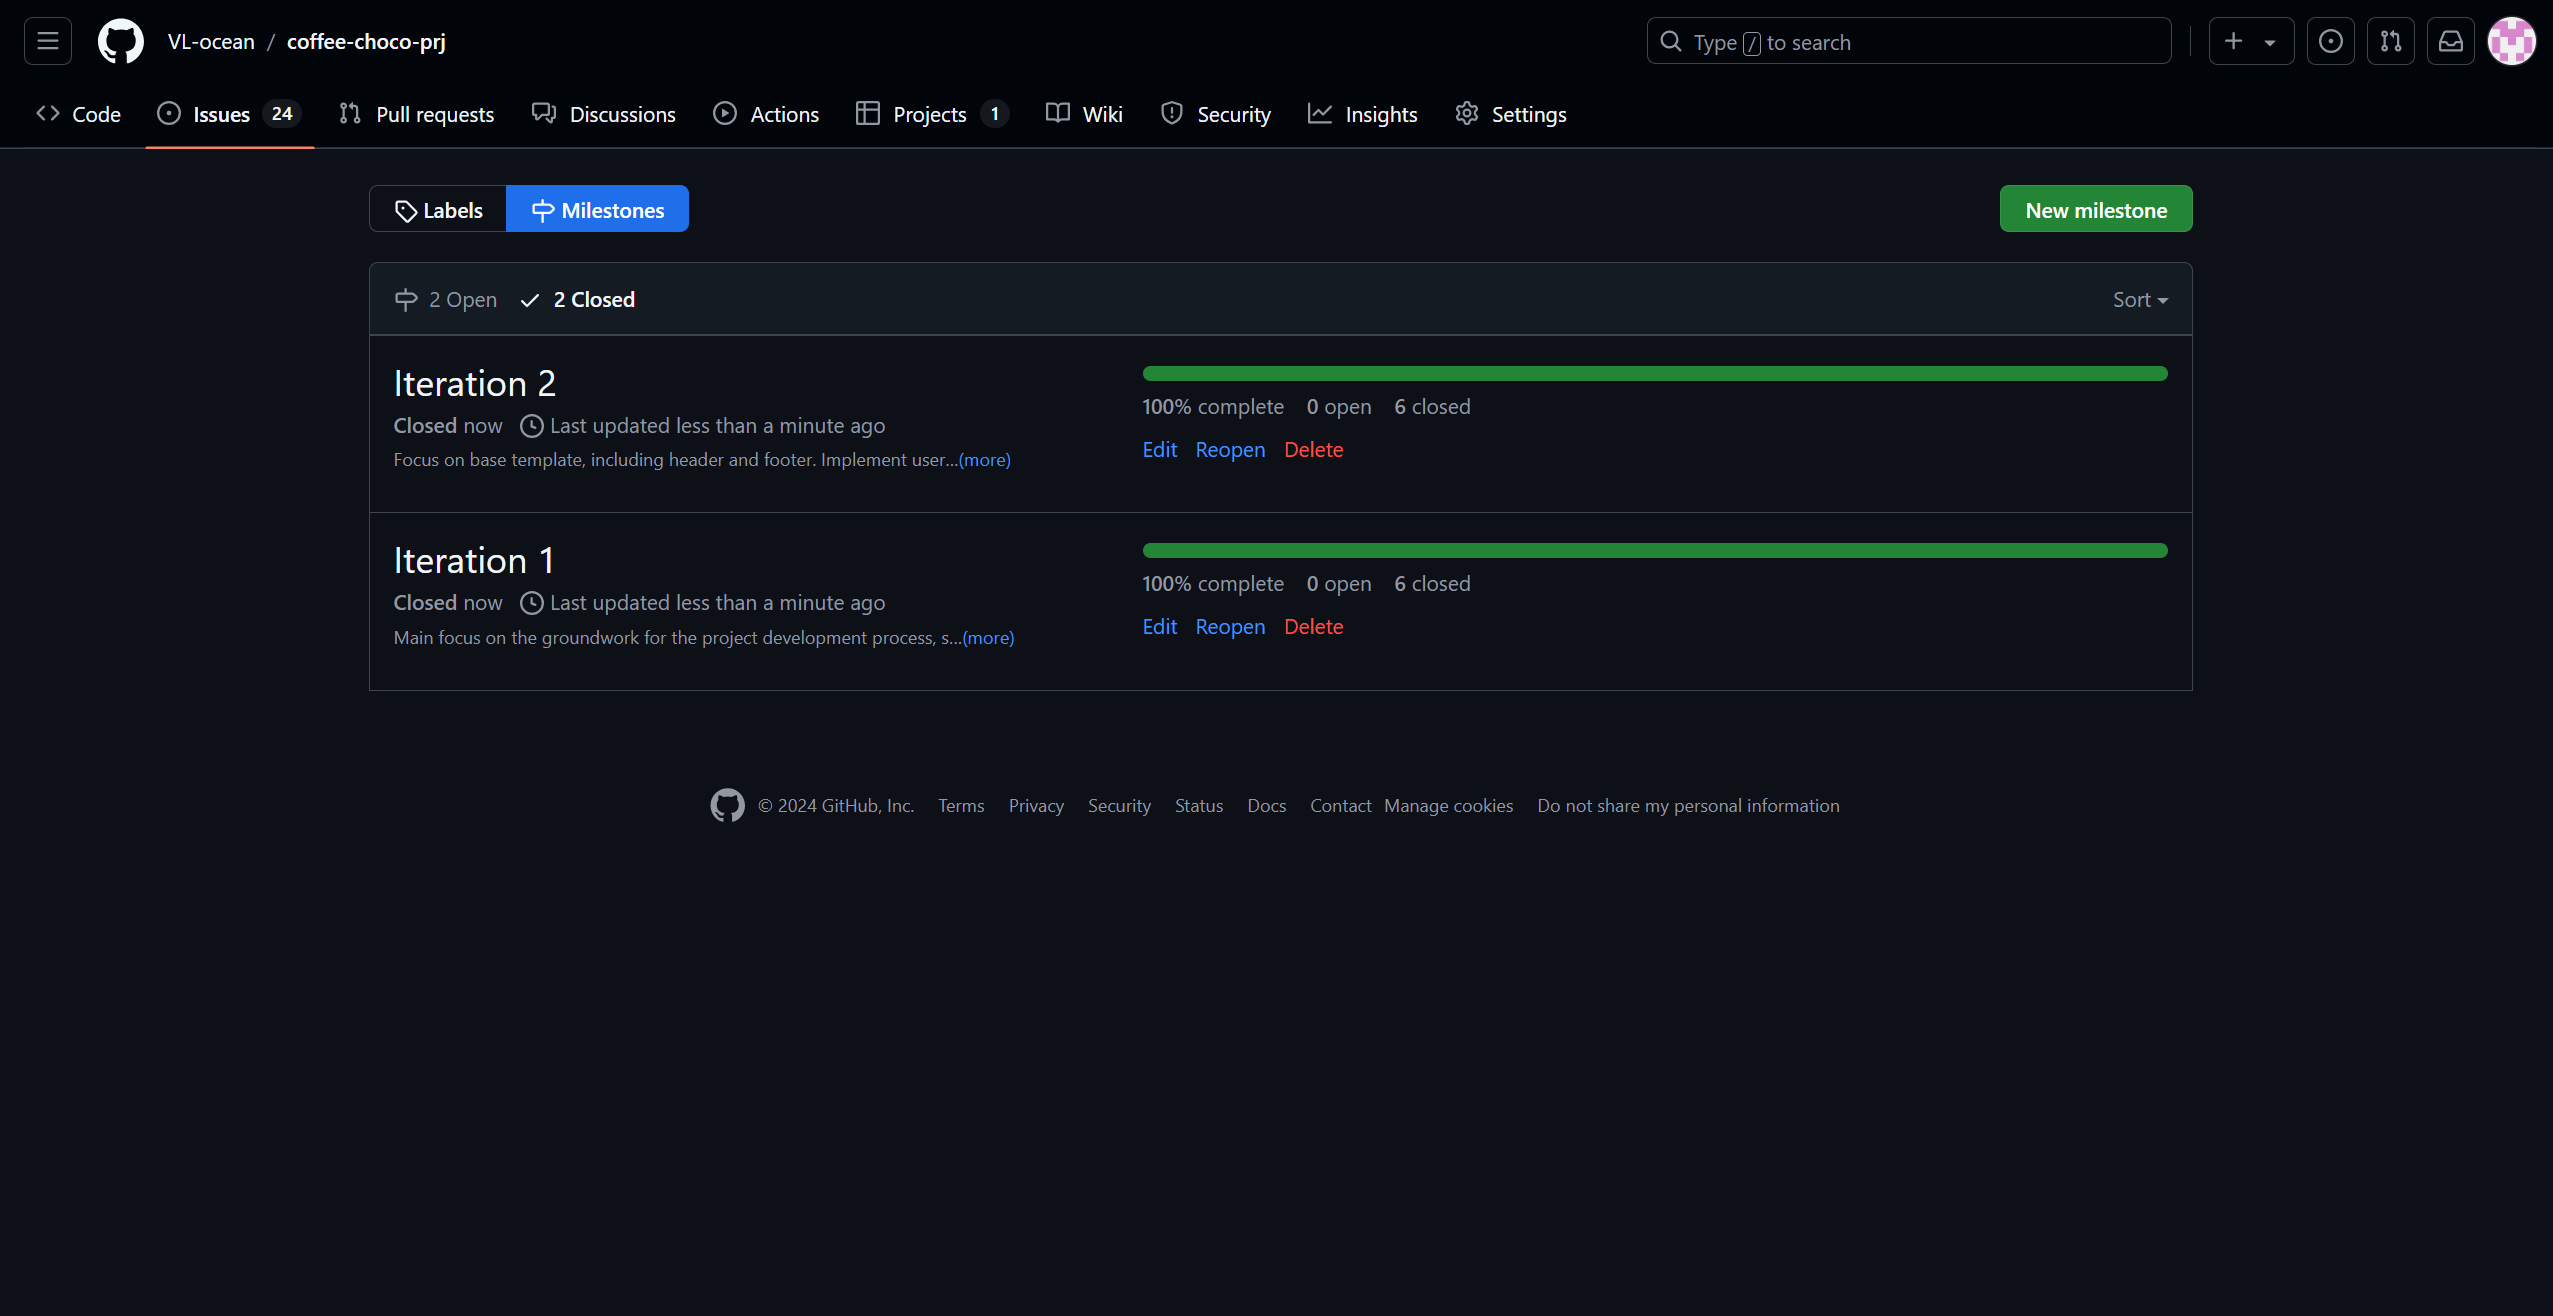 VL-ocean / coffee-choco-prj
Type / to search
Code Issues 24 Pull requests Discussions Actions Projects 1 Wiki Security Insights Settings
Labels Milestones New milestone
2 Open 2 Closed Sort
Iteration 2
Closed now Last updated less than a minute ago
Focus on base template, including header and footer. Implement user...(more)
100% complete 0 open 6 closed
Edit Reopen Delete
Iteration 1
Closed now Last updated less than a minute ago
Main focus on the groundwork for the project development process, s...(more)
100% complete 0 open 6 closed
Edit Reopen Delete
© 2024 GitHub, Inc. Terms Privacy Security Status Docs Contact Manage cookies Do not share my personal information